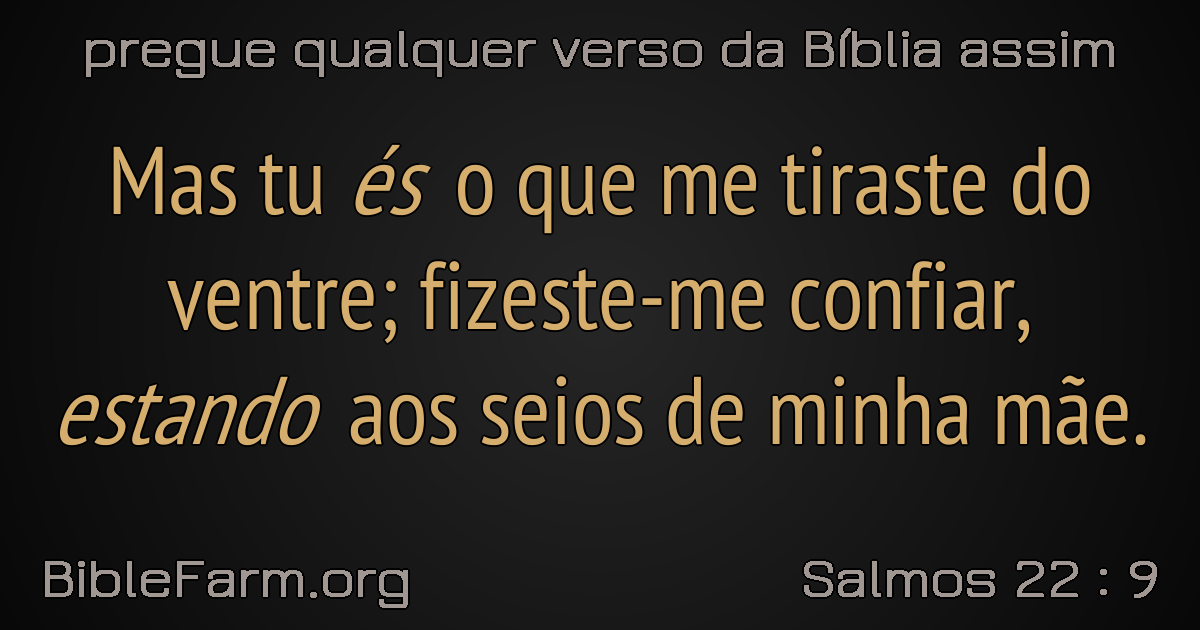 pregue qualquer verso da Bíblia assim
Mas tu és o que me tiraste do
ventre; fizeste-me confiar,
estando aos seios de minha mãe.
BibleFarm.org
Salmos 22 : 9